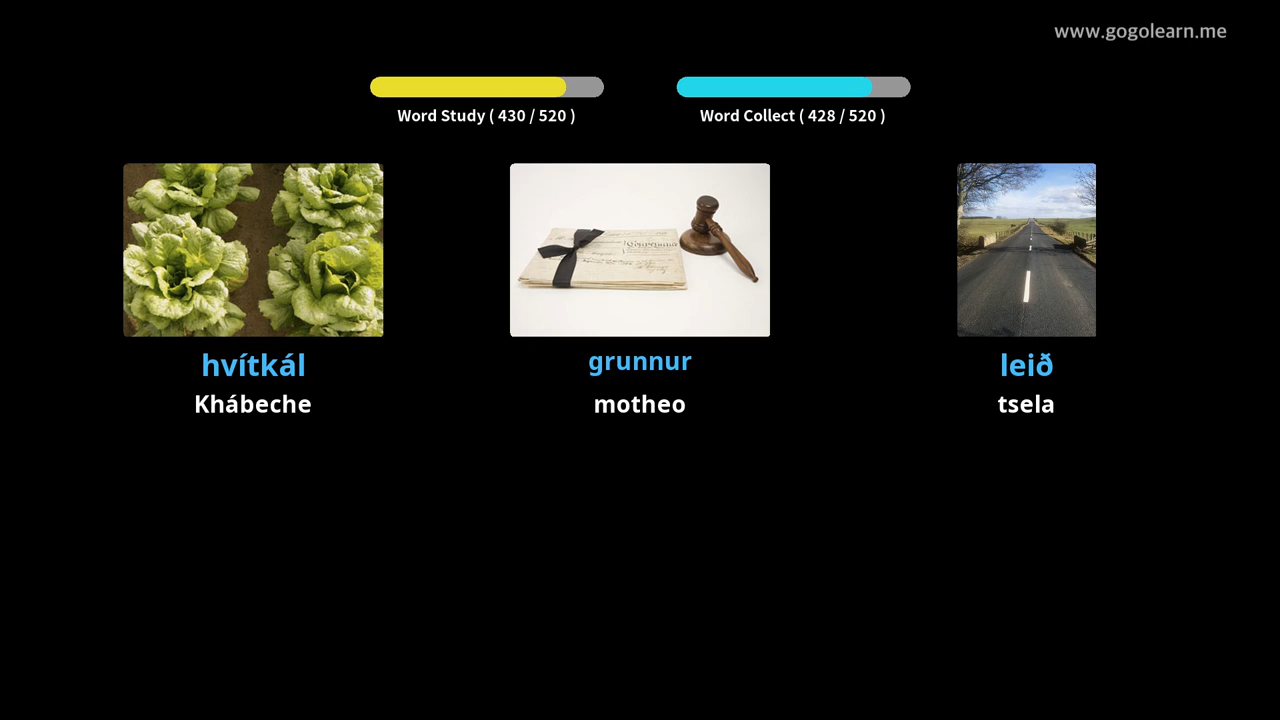 www.gogolearn.me
Word Study ( 430 / 520 )
Word Collect ( 428 / 520 )
hvítkál
grunnur
leið
Khábeche
motheo
tsela